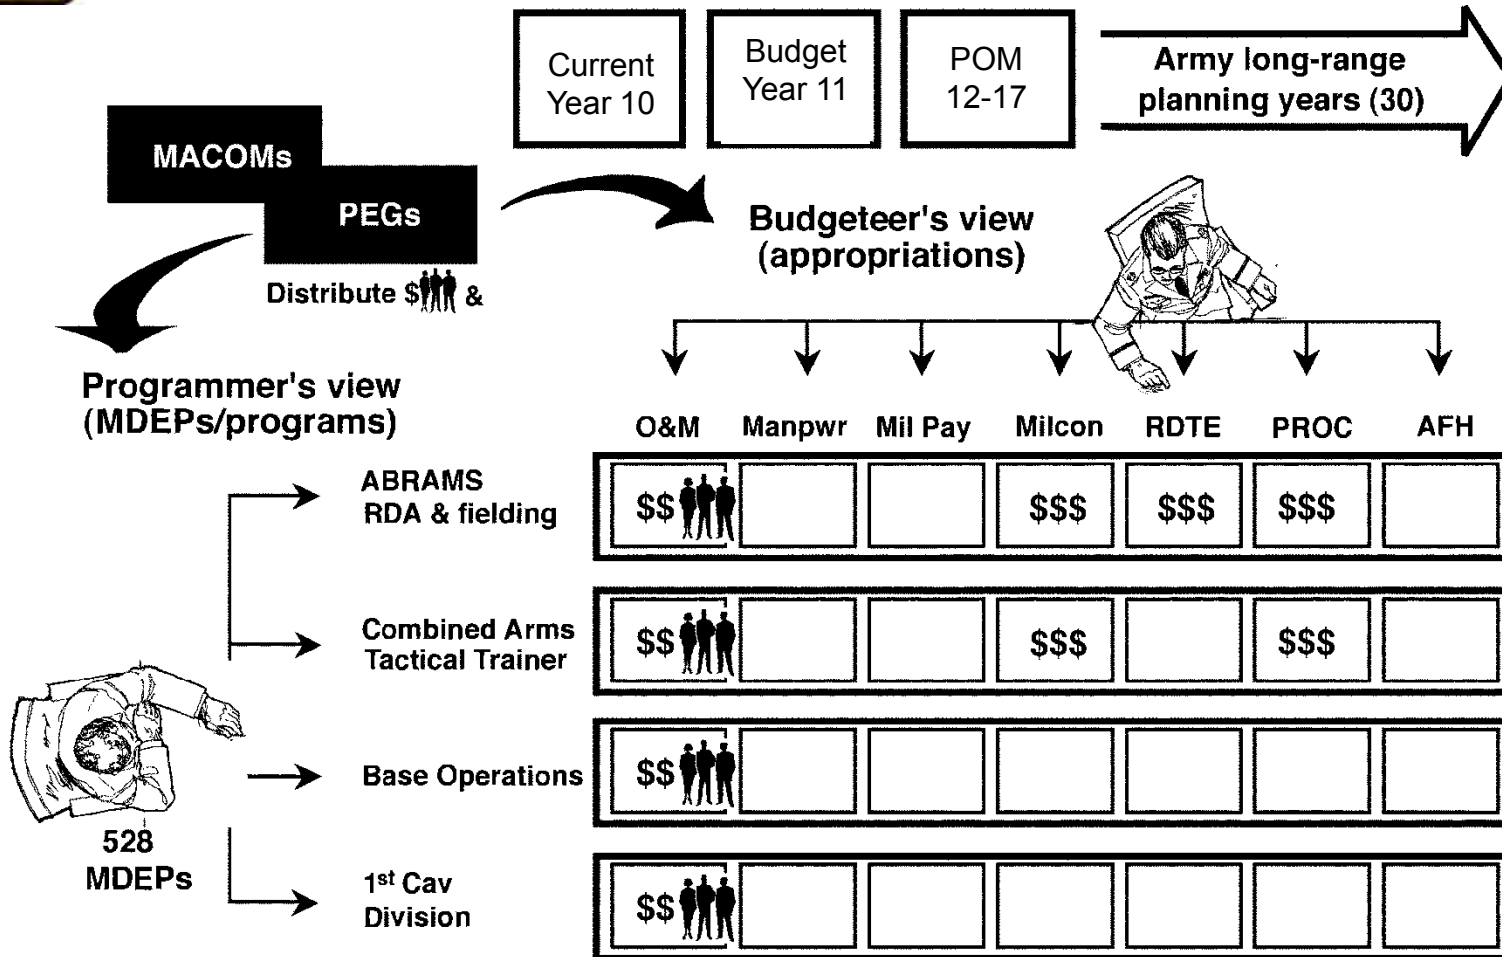 Current
Year 10
Budget
Year 11
POM
12-17
Army long-range
planning years (30)
MACOMs
PEGs
Distribute $ &
Budgeteer's view
(appropriations)
Programmer's view
(MDEPs/programs)
O&M Manpwr Mil Pay Milcon RDTE PROC AFH
ABRAMS
RDA & fielding
$$ $$$ $$$ $$$
Combined Arms
Tactical Trainer
$$ $$$ $$$
Base Operations
$$
528
MDEPs
1st Cav
Division
$$